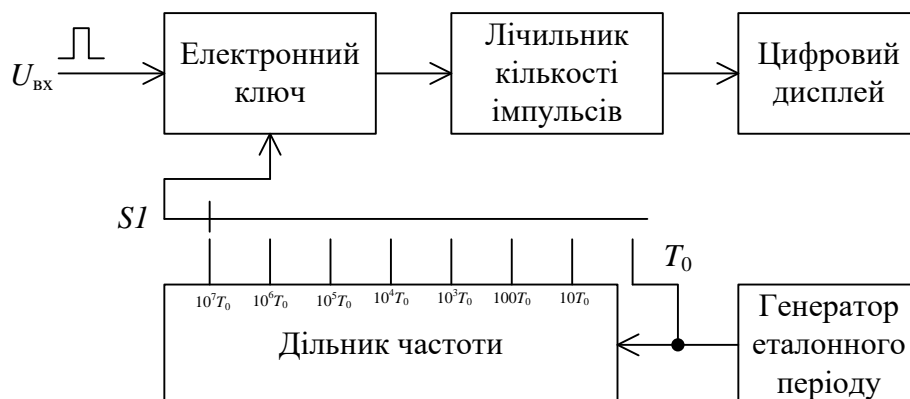 Uвх
Електронний
ключ
Лічильник
кількості
імпульсів
Цифровий
дисплей
S1
T₀
10⁷T₀ 10⁶T₀ 10⁵T₀ 10⁴T₀ 10³T₀ 100T₀ 10T₀
Дільник частоти
Генератор
еталонного
періоду